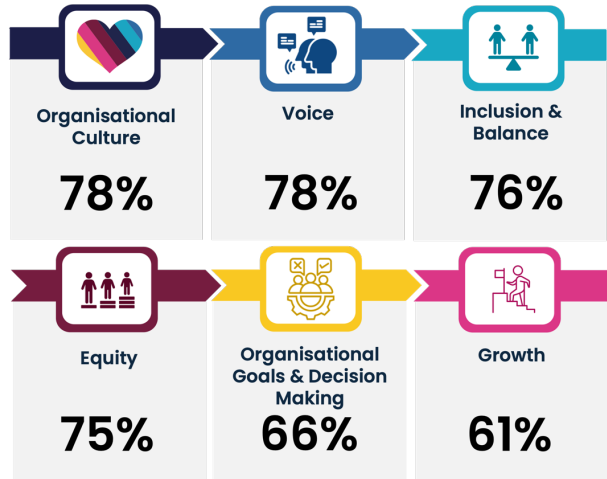 Organisational
Culture
78%
Voice
78%
Inclusion &
Balance
76%
Equity
75%
Organisational
Goals & Decision
Making
66%
Growth
61%